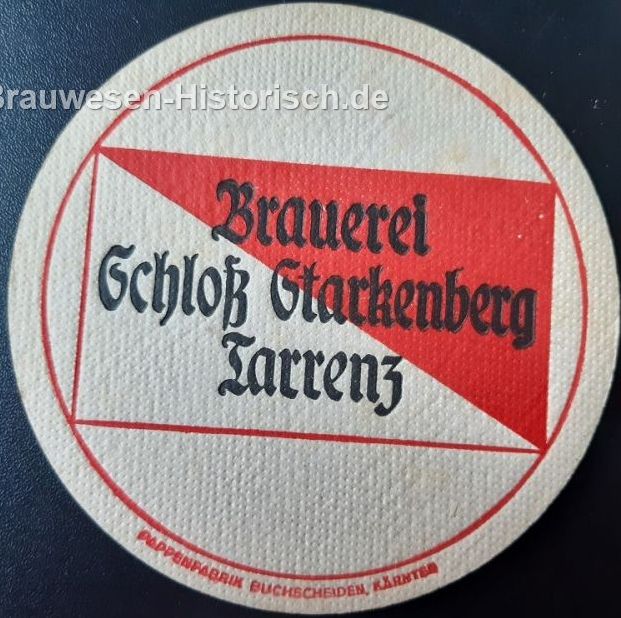 Brauwesen-Historisch.de
Brauerei
Schloß Starkenberg
Tarrenz
PAPPENFABRIK BUCHSCHEIDEN, KÄRNTEN